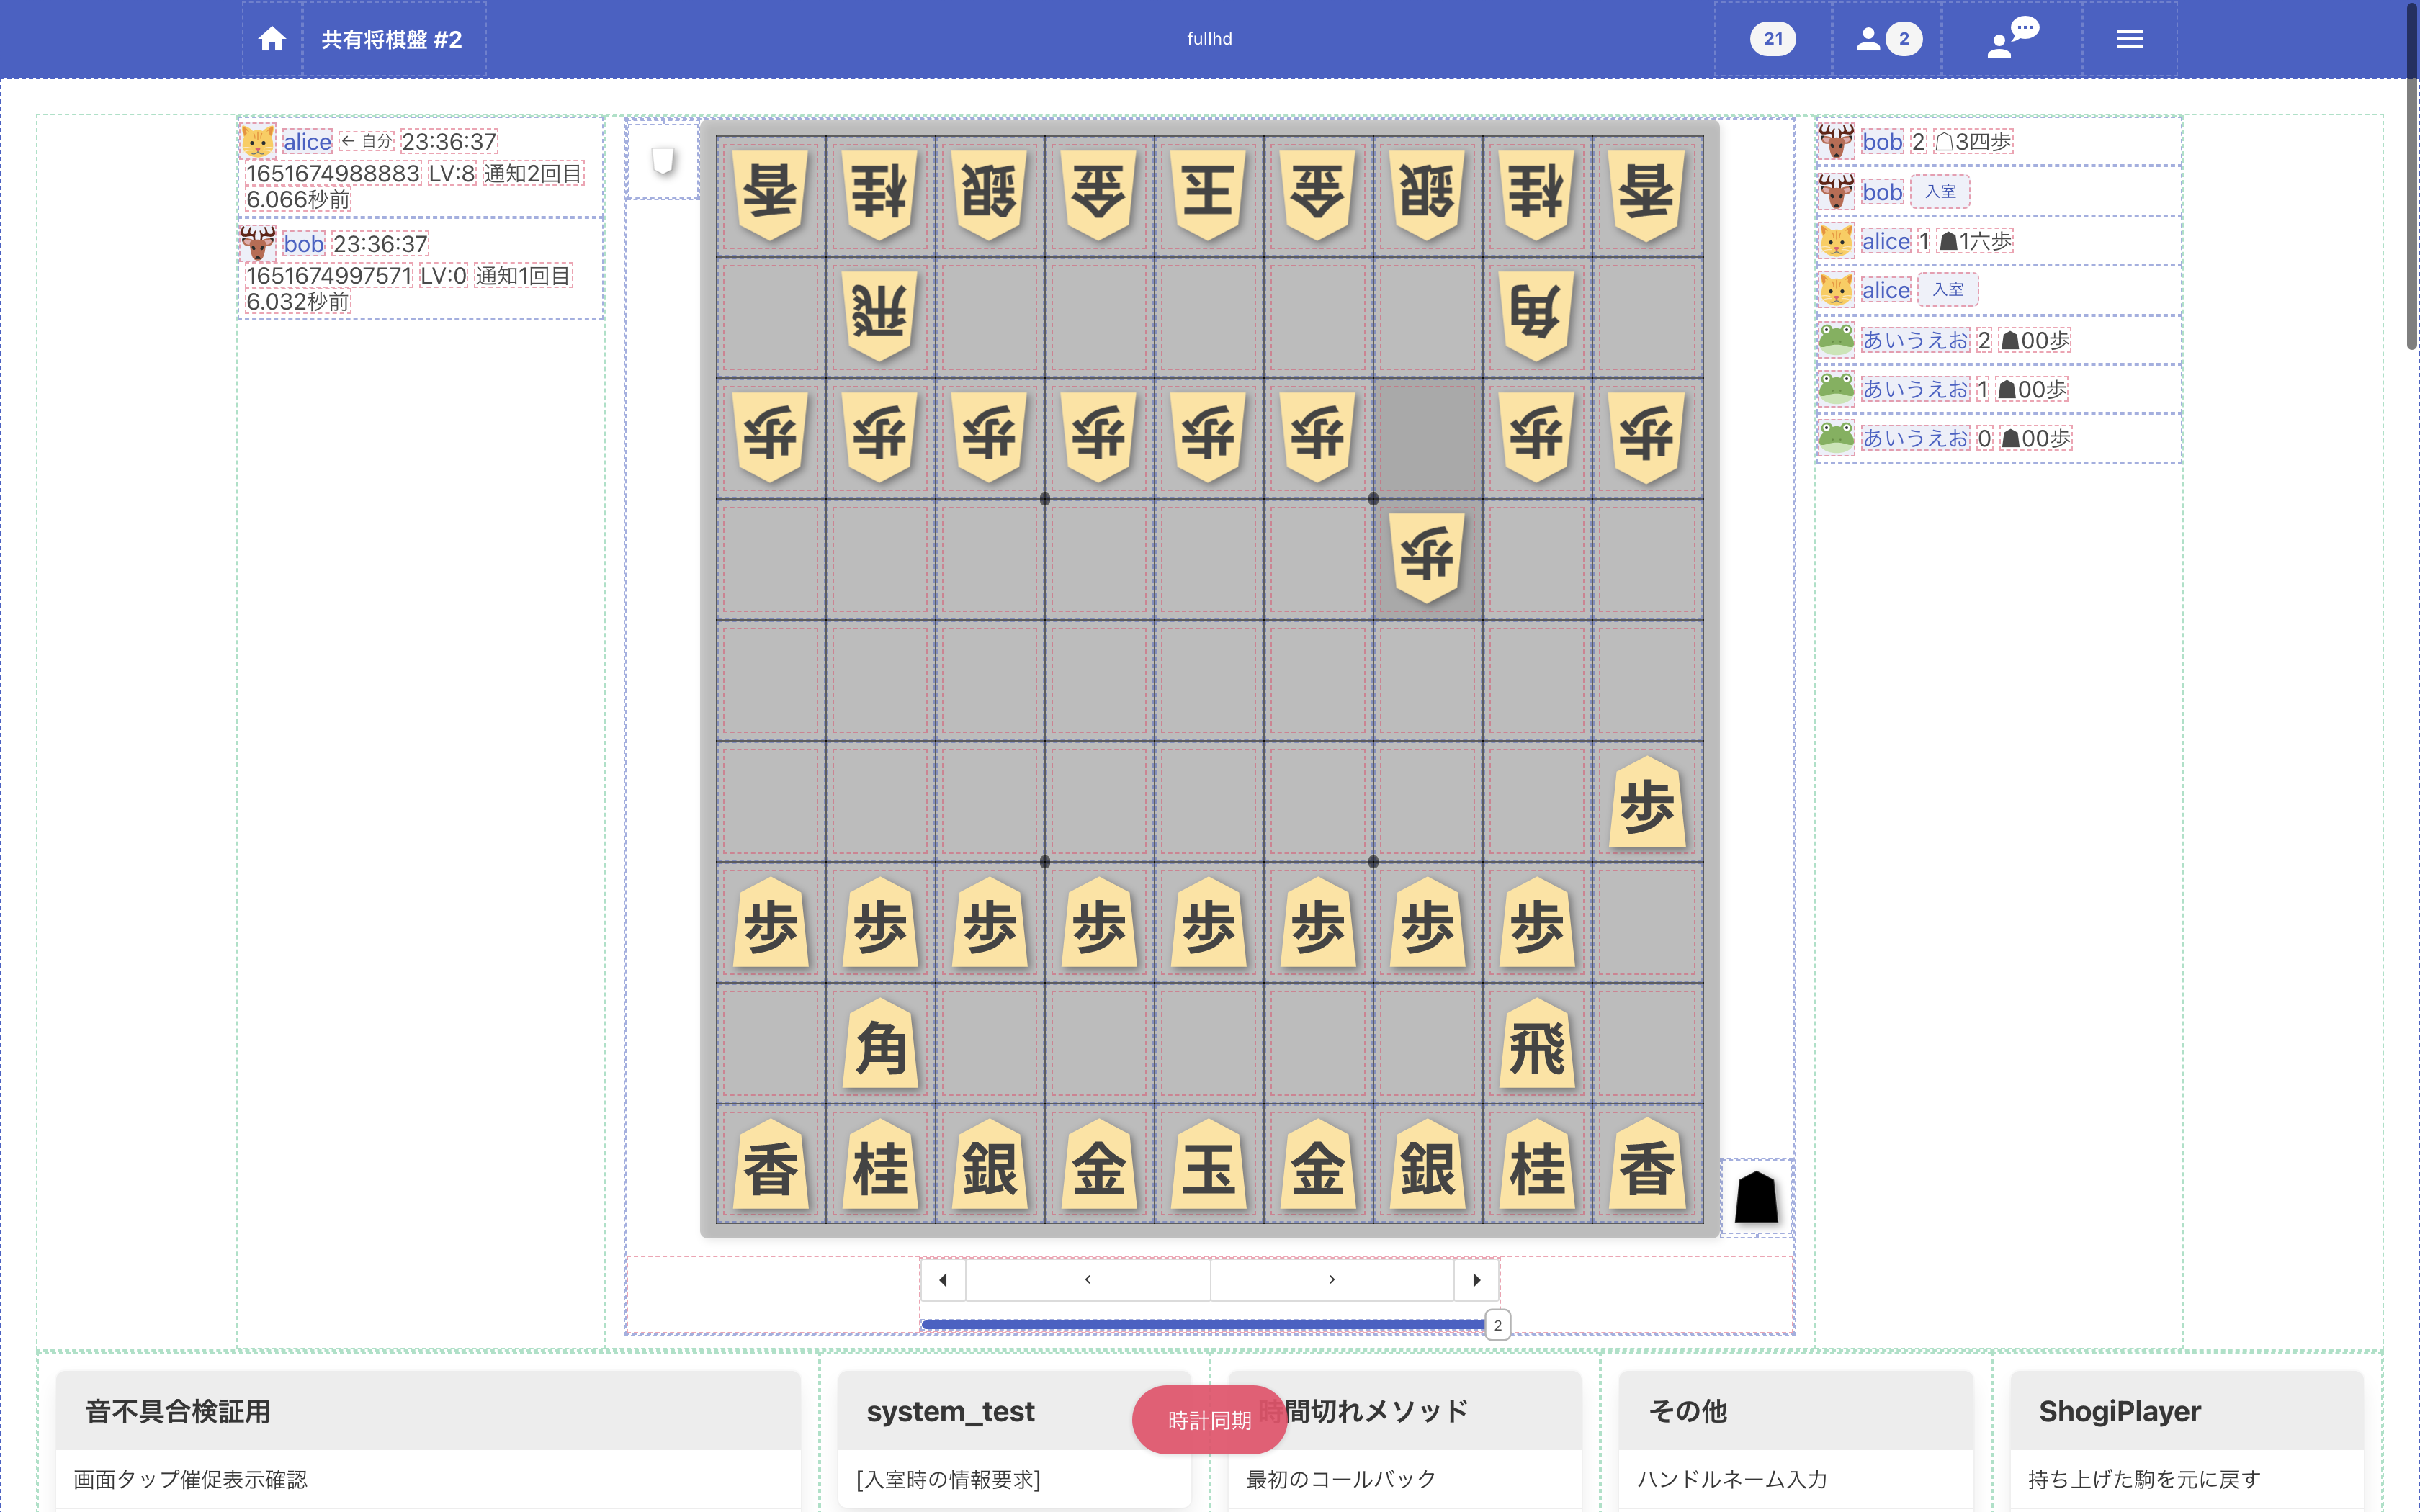 共有将棋盤 #2
fullhd
21
2
alice ← 自分 23:36:37
1651674988883 LV:8 通知2回目
6.066秒前
bob 23:36:37
1651674997571 LV:0 通知1回目
6.032秒前
香 桂 銀 金 玉 金 銀 桂 香
飛 角
歩 歩 歩 歩 歩 歩 歩 歩
歩
歩
歩 歩 歩 歩 歩 歩 歩 歩
角 飛
香 桂 銀 金 玉 金 銀 桂 香
2
bob 2 ☖3四歩
bob 入室
alice 1 ☗1六歩
alice 入室
あいうえお 2 ☗00歩
あいうえお 1 ☗00歩
あいうえお 0 ☗00歩
音不具合検証用
画面タップ催促表示確認
system_test
[入室時の情報要求]
時計同期
時間切れメソッド
最初のコールバック
その他
ハンドルネーム入力
ShogiPlayer
持ち上げた駒を元に戻す